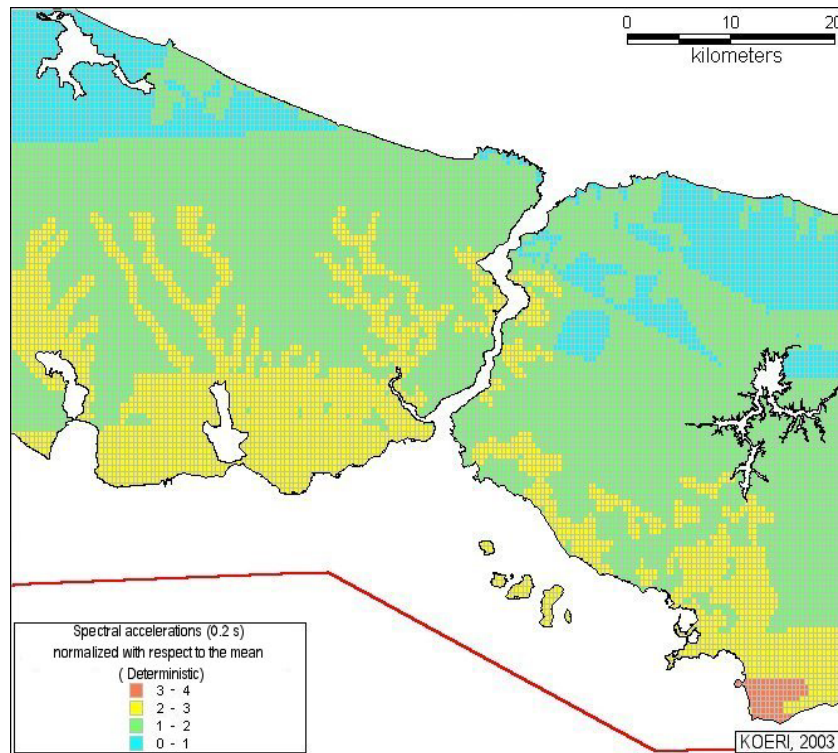 0 10 20
kilometers
Spectral accelerations (0.2 s)
normalized with respect to the mean
( Deterministic)
3 - 4
2 - 3
1 - 2
0 - 1
KOERI, 2003